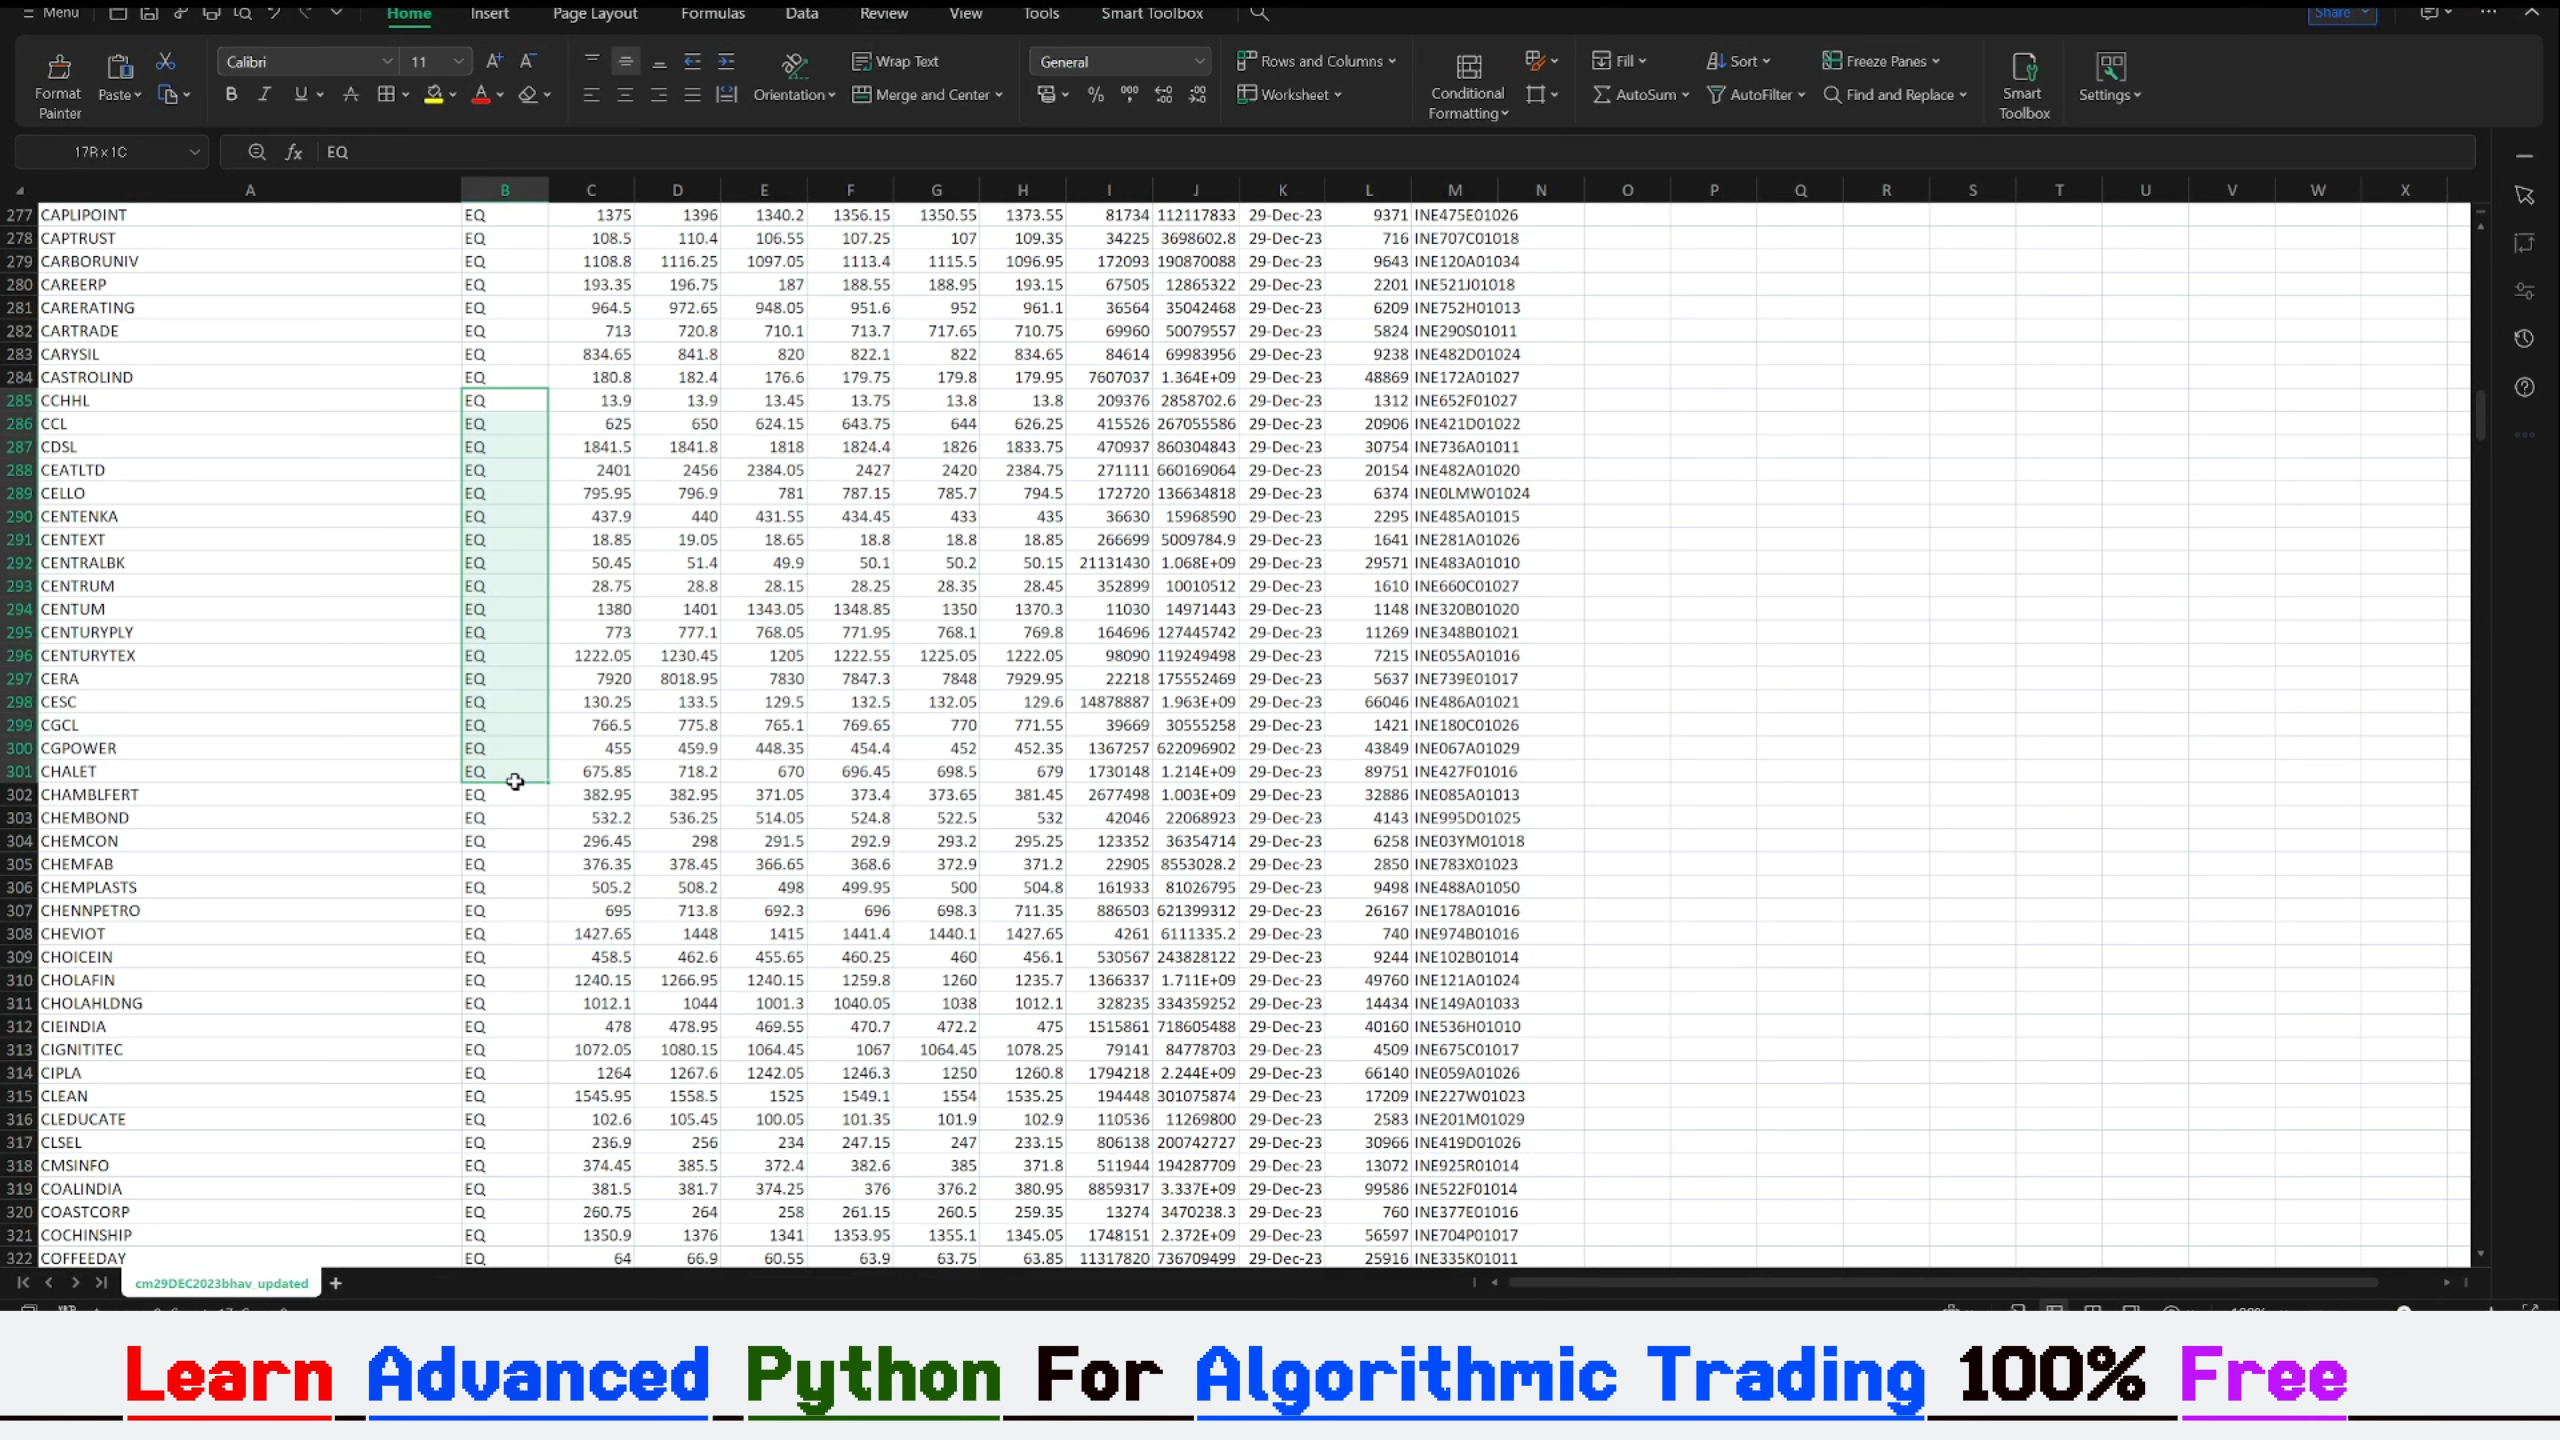 Menu Home Insert Page Layout Formulas Data Review View Tools Smart Toolbox Share
Format Painter Paste Calibri 11 Wrap Text General Rows and Columns Conditional Formatting Fill Sort Freeze Panes Smart Toolbox Settings
Orientation Merge and Center Worksheet AutoSum AutoFilter Find and Replace
17R x 1C EQ
A B C D E F G H I J K L M N O P Q R S T U V W X
277 CAPLIPOINT EQ 1375 1396 1340.2 1356.15 1350.55 1373.55 81734 112117833 29-Dec-23 9371 INE475E01026
278 CAPTRUST EQ 108.5 110.4 106.55 107.25 107 109.35 34225 3698602.8 29-Dec-23 716 INE707C01018
279 CARBORUNIV EQ 1108.8 1116.25 1097.05 1113.4 1115.5 1096.95 172093 190870088 29-Dec-23 9643 INE120A01034
280 CAREERP EQ 193.35 196.75 187 188.55 188.95 193.15 67505 12865322 29-Dec-23 2201 INE521J01018
281 CARERATING EQ 964.5 972.65 948.05 951.6 952 961.1 36564 35042468 29-Dec-23 6209 INE752H01013
282 CARTRADE EQ 713 720.8 710.1 713.7 717.65 710.75 69960 50079557 29-Dec-23 5824 INE290S01011
283 CARYSIL EQ 834.65 841.8 820 822.1 822 834.65 84614 69983956 29-Dec-23 9238 INE482D01024
284 CASTROLIND EQ 180.8 182.4 176.6 179.75 179.8 179.95 7607037 1.364E+09 29-Dec-23 48869 INE172A01027
285 CCHHL EQ 13.9 13.9 13.45 13.75 13.8 13.8 209376 2858702.6 29-Dec-23 1312 INE652F01027
286 CCL EQ 625 650 624.15 643.75 644 626.25 415526 267055586 29-Dec-23 20906 INE421D01022
287 CDSL EQ 1841.5 1841.8 1818 1824.4 1826 1833.75 470937 860304843 29-Dec-23 30754 INE736A01011
288 CEATLTD EQ 2401 2456 2384.05 2427 2420 2384.75 271111 660169064 29-Dec-23 20154 INE482A01020
289 CELLO EQ 795.95 796.9 781 787.15 785.7 794.5 172720 136634818 29-Dec-23 6374 INE0LMW01024
290 CENTENKA EQ 437.9 440 431.55 434.45 433 435 36630 15968590 29-Dec-23 2295 INE485A01015
291 CENTEXT EQ 18.85 19.05 18.65 18.8 18.8 18.85 266699 5009784.9 29-Dec-23 1641 INE281A01026
292 CENTRALBK EQ 50.45 51.4 49.9 50.1 50.2 50.15 21131430 1.068E+09 29-Dec-23 29571 INE483A01010
293 CENTRUM EQ 28.75 28.8 28.15 28.25 28.35 28.45 352899 10010512 29-Dec-23 1610 INE660C01027
294 CENTUM EQ 1380 1401 1343.05 1348.85 1350 1370.3 11030 14971443 29-Dec-23 1148 INE320B01020
295 CENTURYPLY EQ 773 777.1 768.05 771.95 768.1 769.8 164696 127445742 29-Dec-23 11269 INE348B01021
296 CENTURYTEX EQ 1222.05 1230.45 1205 1222.55 1225.05 1222.05 98090 119249498 29-Dec-23 7215 INE055A01016
297 CERA EQ 7920 8018.95 7830 7847.3 7848 7929.95 22218 175552469 29-Dec-23 5637 INE739E01017
298 CESC EQ 130.25 133.5 129.5 132.5 132.05 129.6 14878887 1.963E+09 29-Dec-23 66046 INE486A01021
299 CGCL EQ 766.5 775.8 765.1 769.65 770 771.55 39669 30555258 29-Dec-23 1421 INE180C01026
300 CGPOWER EQ 455 459.9 448.35 454.4 452 452.35 1367257 622096902 29-Dec-23 43849 INE067A01029
301 CHALET EQ 675.85 718.2 670 696.45 698.5 679 1730148 1.214E+09 29-Dec-23 89751 INE427F01016
302 CHAMBLFERT EQ 382.95 382.95 371.05 373.4 373.65 381.45 2677498 1.003E+09 29-Dec-23 32886 INE085A01013
303 CHEMBOND EQ 532.2 536.25 514.05 524.8 522.5 532 42046 22068923 29-Dec-23 4143 INE995D01025
304 CHEMCON EQ 296.45 298 291.5 292.9 293.2 295.25 123352 36354714 29-Dec-23 6258 INE03YM01018
305 CHEMFAB EQ 376.35 378.45 366.65 368.6 372.9 371.2 22905 8553028.2 29-Dec-23 2850 INE783X01023
306 CHEMPLASTS EQ 505.2 508.2 498 499.95 500 504.8 161933 81026795 29-Dec-23 9498 INE488A01050
307 CHENNPETRO EQ 695 713.8 692.3 696 698.3 711.35 886503 621399312 29-Dec-23 26167 INE178A01016
308 CHEVIOT EQ 1427.65 1448 1415 1441.4 1440.1 1427.65 4261 6111335.2 29-Dec-23 740 INE974B01016
309 CHOICEIN EQ 458.5 462.6 455.65 460.25 460 456.1 530567 243828122 29-Dec-23 9244 INE102B01014
310 CHOLAFIN EQ 1240.15 1266.95 1240.15 1259.8 1260 1235.7 1366337 1.711E+09 29-Dec-23 49760 INE121A01024
311 CHOLAHLDNG EQ 1012.1 1044 1001.3 1040.05 1038 1012.1 328235 334359252 29-Dec-23 14434 INE149A01033
312 CIEINDIA EQ 478 478.95 469.55 470.7 472.2 475 1515861 718605488 29-Dec-23 40160 INE536H01010
313 CIGNITITEC EQ 1072.05 1080.15 1064.45 1067 1064.45 1078.25 79141 84778703 29-Dec-23 4509 INE675C01017
314 CIPLA EQ 1264 1267.6 1242.05 1246.3 1250 1260.8 1794218 2.244E+09 29-Dec-23 66140 INE059A01026
315 CLEAN EQ 1545.95 1558.5 1525 1549.1 1554 1535.25 194448 301075874 29-Dec-23 17209 INE227W01023
316 CLEDUCATE EQ 102.6 105.45 100.05 101.35 101.9 102.9 110536 11269800 29-Dec-23 2583 INE201M01029
317 CLSEL EQ 236.9 256 234 247.15 247 233.15 806138 200742727 29-Dec-23 30966 INE419D01026
318 CMSINFO EQ 374.45 385.5 372.4 382.6 385 371.8 511944 194287709 29-Dec-23 13072 INE925R01014
319 COALINDIA EQ 381.5 381.7 374.25 376 376.2 380.95 8859317 3.337E+09 29-Dec-23 99586 INE522F01014
320 COASTCORP EQ 260.75 264 258 261.15 260.5 259.35 13274 3470238.3 29-Dec-23 760 INE377E01016
321 COCHINSHIP EQ 1350.9 1376 1341 1353.95 1355.1 1345.05 1748151 2.372E+09 29-Dec-23 56597 INE704P01017
322 COFFEEDAY EQ 64 66.9 60.55 63.9 63.75 63.85 11317820 736709499 29-Dec-23 25916 INE335K01011
cm29DEC2023bhav_updated
Learn Advanced Python For Algorithmic Trading 100% Free